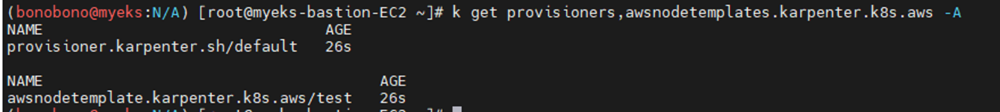 (bonobono@myeks:N/A) [root@myeks-bastion-EC2 ~]# k get provisioners,awsnodetemplates.karpenter.k8s.aws -A
NAME                              AGE
provisioner.karpenter.sh/default   26s
NAME                                    AGE
awsnodetemplate.karpenter.k8s.aws/test   26s